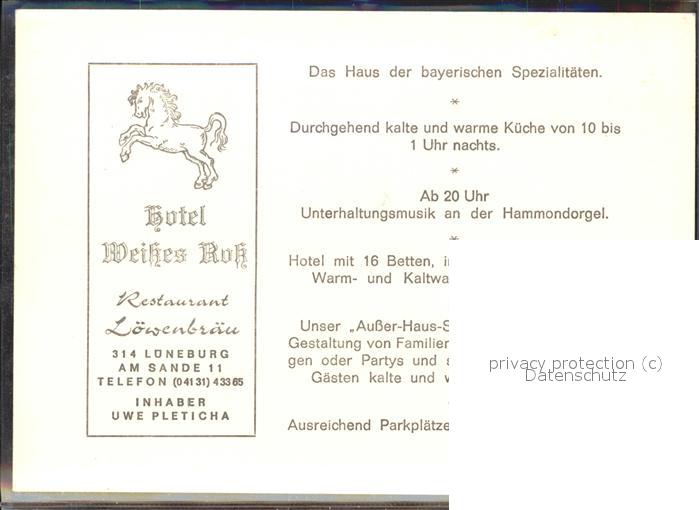 Hotel
Weißes Roß
Restaurant
Löwenbräu
314 LÜNEBURG
AM SANDE 11
TELEFON (04131) 43365
INHABER
UWE PLETICHA
Das Haus der bayerischen Spezialitäten.
*
Durchgehend kalte und warme Küche von 10 bis
1 Uhr nachts.
*
Ab 20 Uhr
Unterhaltungsmusik an der Hammondorgel.
*
Hotel mit 16 Betten,
Warm- und
Unser „Außer-Haus-
Gestaltung von
gen oder Partys und
Gästen kalte und
Ausreichend Parkplätze
privacy protection (c)
Datenschutz